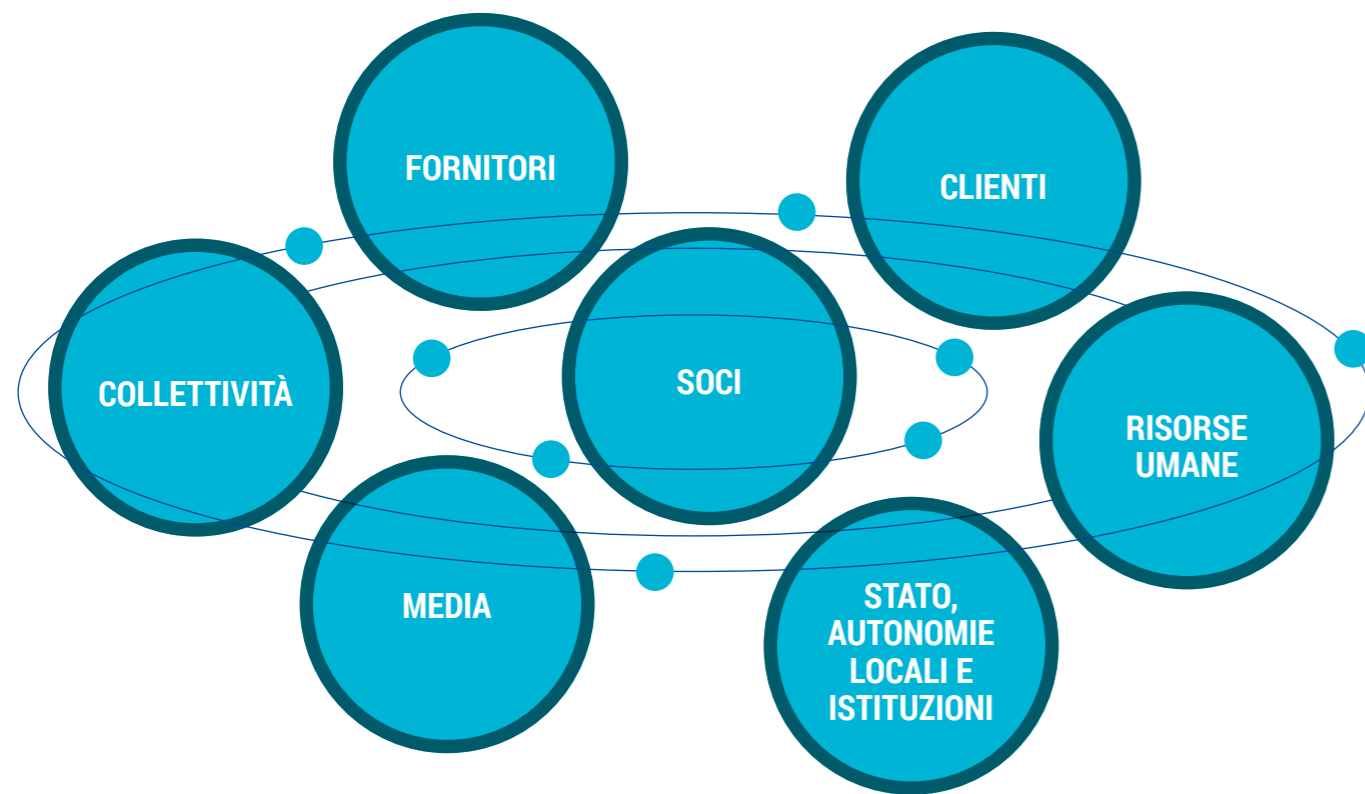 FORNITORI
CLIENTI
COLLETTIVITÀ
SOCI
RISORSE
UMANE
MEDIA
STATO,
AUTONOMIE
LOCALI E
ISTITUZIONI